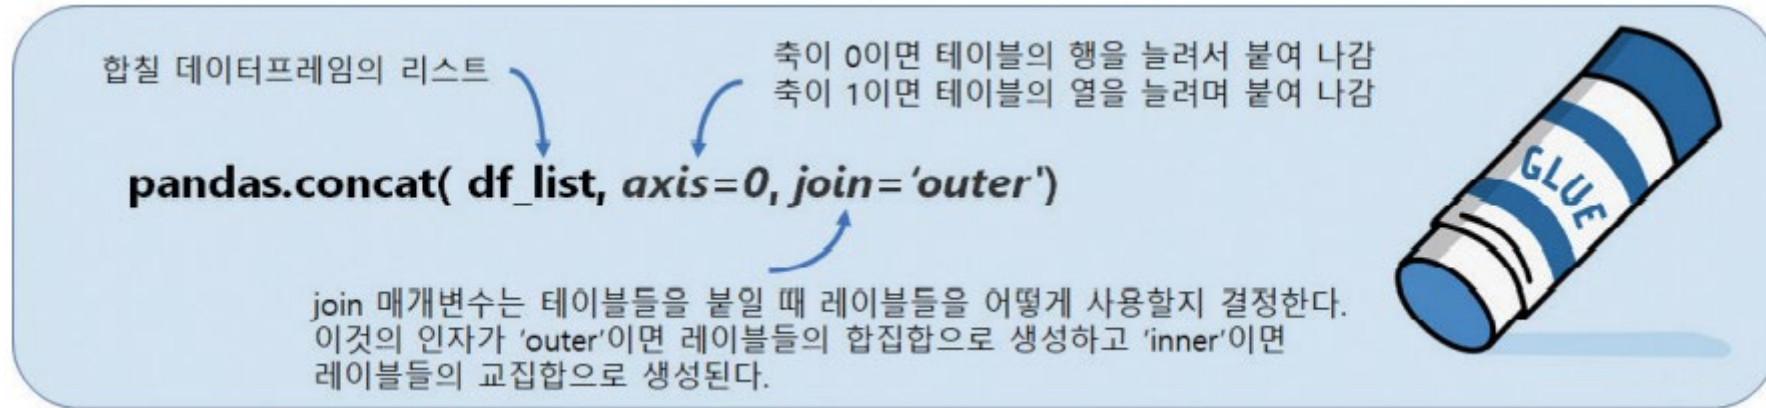 합칠 데이터프레임의 리스트
축이 0이면 테이블의 행을 늘려서 붙여 나감
축이 1이면 테이블의 열을 늘려며 붙여 나감
pandas.concat( df_list, axis=0, join=‘outer')
GLUE
join 매개변수는 테이블들을 붙일 때 레이블들을 어떻게 사용할지 결정한다.
이것의 인자가 ‘outer’이면 레이블들의 합집합으로 생성하고 ‘inner’이면
레이블들의 교집합으로 생성된다.